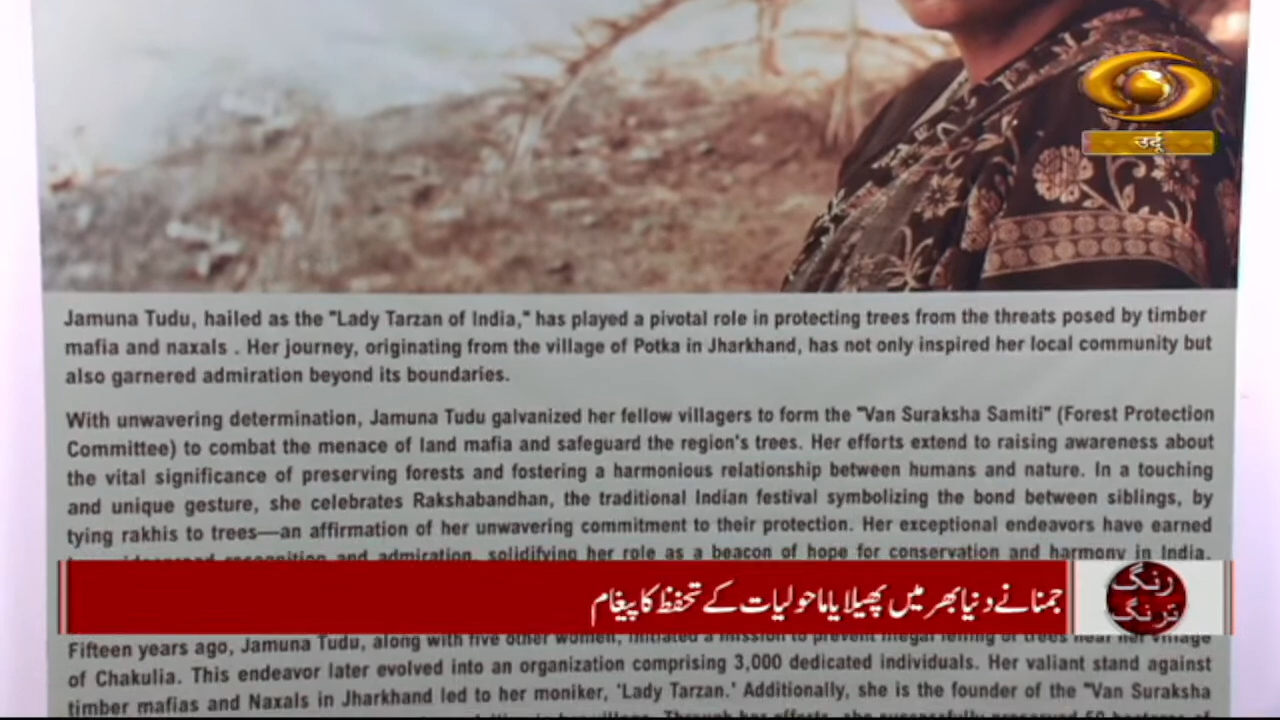 उर्दू
Jamuna Tudu, hailed as the "Lady Tarzan of India," has played a pivotal role in protecting trees from the threats posed by timber
mafia and naxals . Her journey, originating from the village of Potka in Jharkhand, has not only inspired her local community but
also garnered admiration beyond its boundaries.
With unwavering determination, Jamuna Tudu galvanized her fellow villagers to form the "Van Suraksha Samiti" (Forest Protection
Committee) to combat the menace of land mafia and safeguard the region's trees. Her efforts extend to raising awareness about
the vital significance of preserving forests and fostering a harmonious relationship between humans and nature. In a touching
and unique gesture, she celebrates Rakshabandhan, the traditional Indian festival symbolizing the bond between siblings, by
tying rakhis to trees—an affirmation of her unwavering commitment to their protection. Her exceptional endeavors have earned
recognition and admiration, solidifying her role as a beacon of hope for conservation and harmony in India.
جمنا نے دنیا بھر میں پھیلایا ماحولیات کے تحفظ کا پیغام
رنگ
ترنگ
Fifteen years ago, Jamuna Tudu, along with five other women, initiated a mission to prevent illegal felling of trees near her village
of Chakulia. This endeavor later evolved into an organization comprising 3,000 dedicated individuals. Her valiant stand against
timber mafias and Naxals in Jharkhand led to her moniker, 'Lady Tarzan.' Additionally, she is the founder of the "Van Suraksha